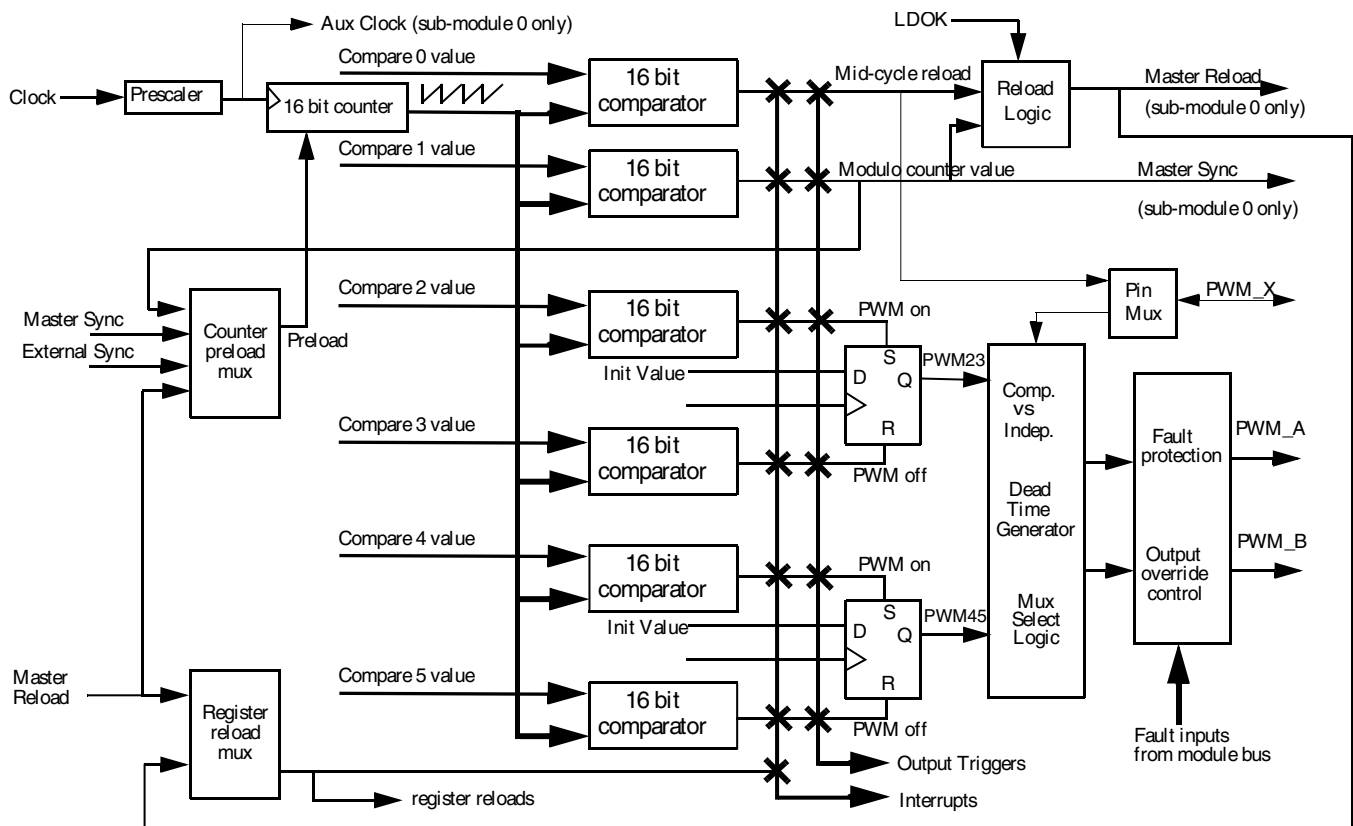 Aux Clock (sub-module 0 only)
LDOK
Compare 0 value
16 bit
comparator
Mid-cycle reload
Reload
Logic
Master Reload
(sub-module 0 only)
Clock
Prescaler
16 bit counter
Compare 1 value
16 bit
comparator
Modulo counter value
Master Sync
(sub-module 0 only)
Compare 2 value
16 bit
comparator
PWM on
Pin
Mux
PWM_X
Master Sync
External Sync
Counter
preload
mux
Preload
Init Value
S
D
Q
R
PWM23
Comp.
vs
Indep.
Dead
Time
Generator
Mux
Select
Logic
Compare 3 value
16 bit
comparator
PWM off
Fault
protection
Output
override
control
PWM_A
PWM_B
Compare 4 value
16 bit
comparator
PWM on
Init Value
S
D
Q
R
PWM45
Master
Reload
Register
reload
mux
Compare 5 value
16 bit
comparator
PWM off
Fault inputs
from module bus
Output Triggers
register reloads
Interrupts